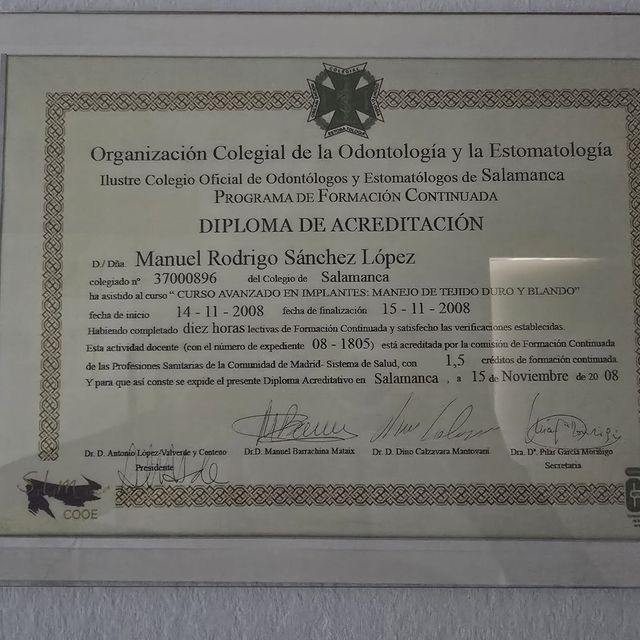 Organización Colegial de la Odontología y la Estomatología
Ilustre Colegio Oficial de Odontólogos y Estomatólogos de Salamanca
PROGRAMA DE FORMACIÓN CONTINUADA
DIPLOMA DE ACREDITACIÓN
D./Dña. Manuel Rodrigo Sánchez López
colegiado nº 37000896 del Colegio de Salamanca
ha asistido al curso “ CURSO AVANZADO EN IMPLANTES: MANEJO DE TEJIDO DURO Y BLANDO”
fecha de inicio 14 - 11 - 2008 fecha de finalización 15 - 11 - 2008
Habiendo completado diez horas lectivas de Formación Continuada y satisfecho las verificaciones establecidas.
Esta actividad docente (con el número de expediente 08 - 1805) está acreditada por la comisión de Formación Continuada
de las Profesiones Sanitarias de la Comunidad de Madrid- Sistema de Salud, con 1,5 créditos de formación continuada.
Y para que así conste se expide el presente Diploma Acreditativo en Salamanca , a 15 de Noviembre de 20 08
Dr. D. Antonio López-Valverde y Centeno Dr.D. Manuel Barrachina Mataix Dr. D. Dino Calzavara Mantovani Dra. Dª. Pilar García Moríñigo
Presidente Secretaria
COOE